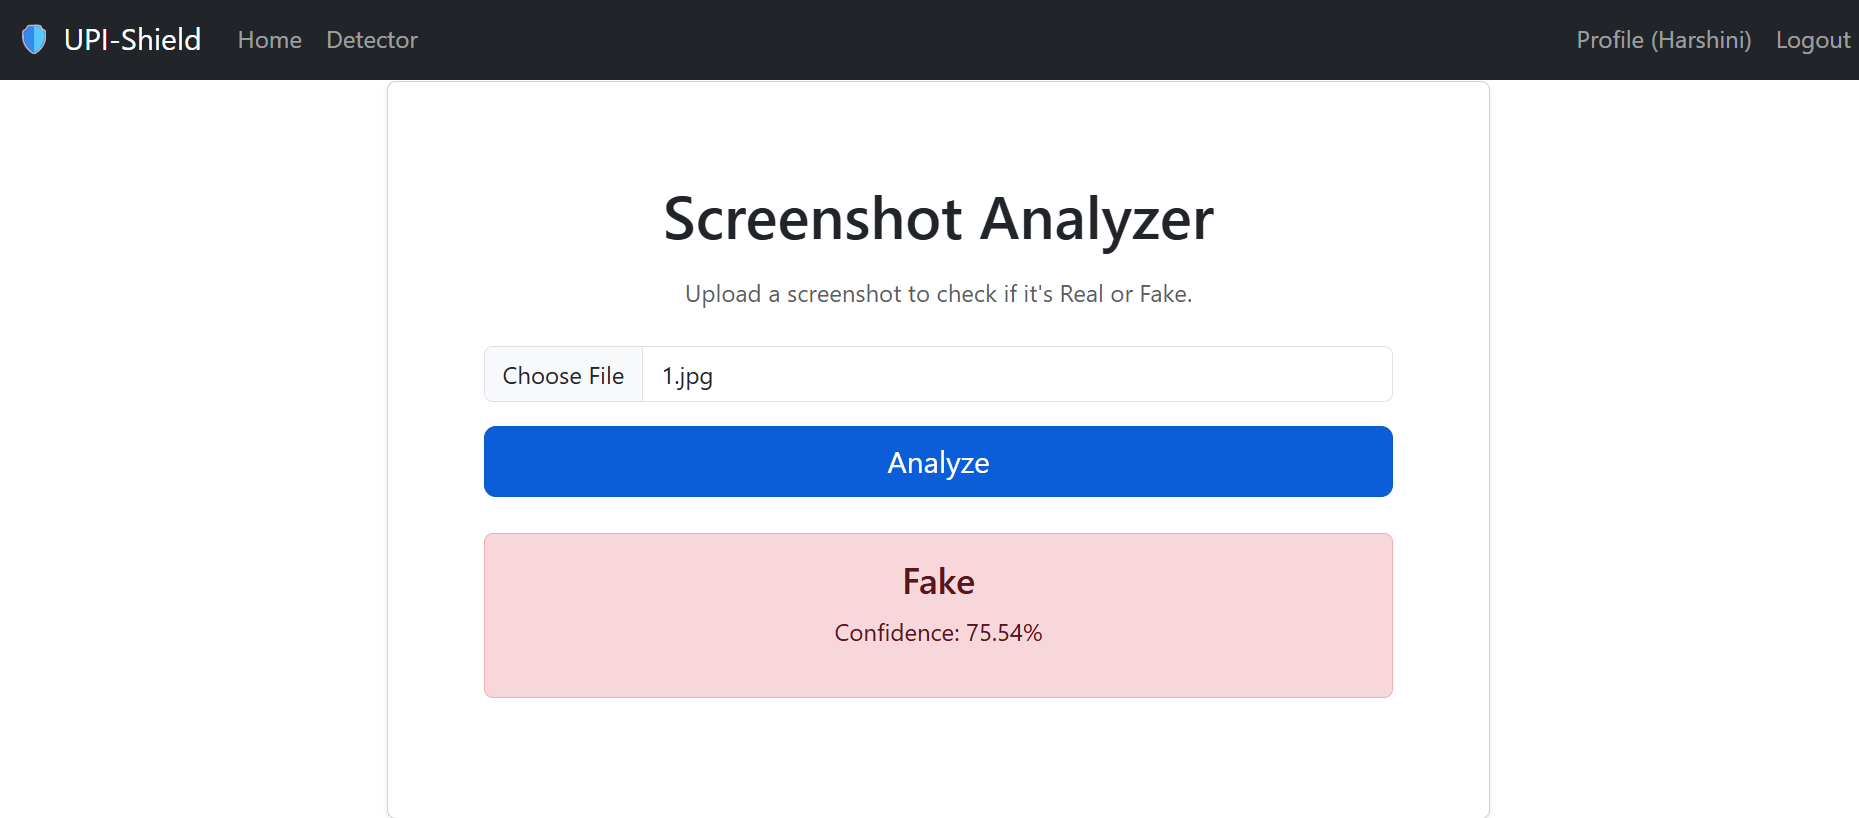 UPI-Shield Home Detector Profile (Harshini) Logout
Screenshot Analyzer
Upload a screenshot to check if it's Real or Fake.
Choose File 1.jpg
Analyze
Fake
Confidence: 75.54%